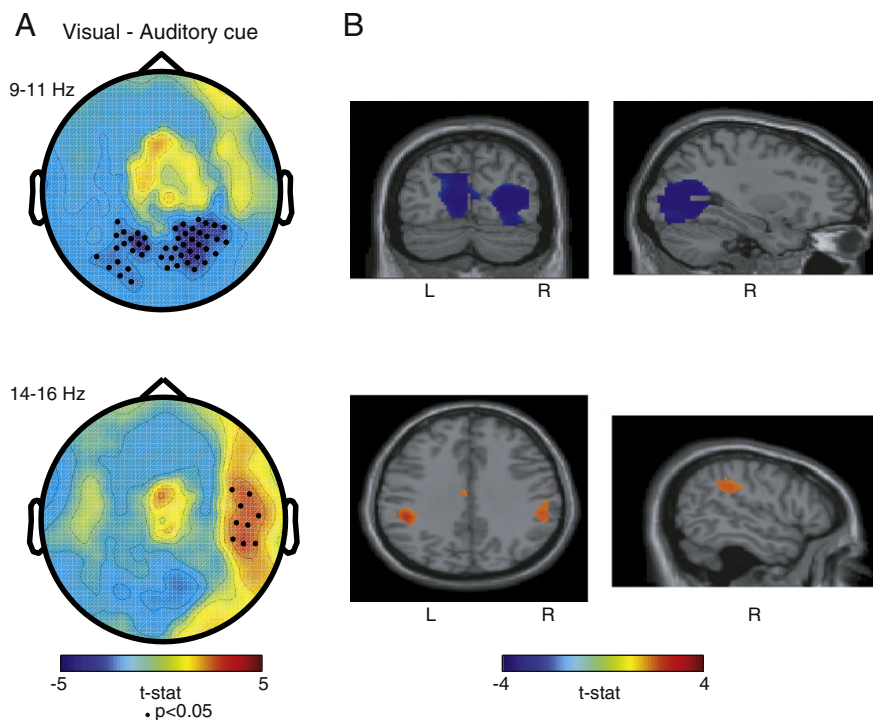 A
Visual - Auditory cue
B
9-11 Hz
L
R
R
14-16 Hz
L
R
R
-5
5
t-stat
• p<0.05
-4
4
t-stat